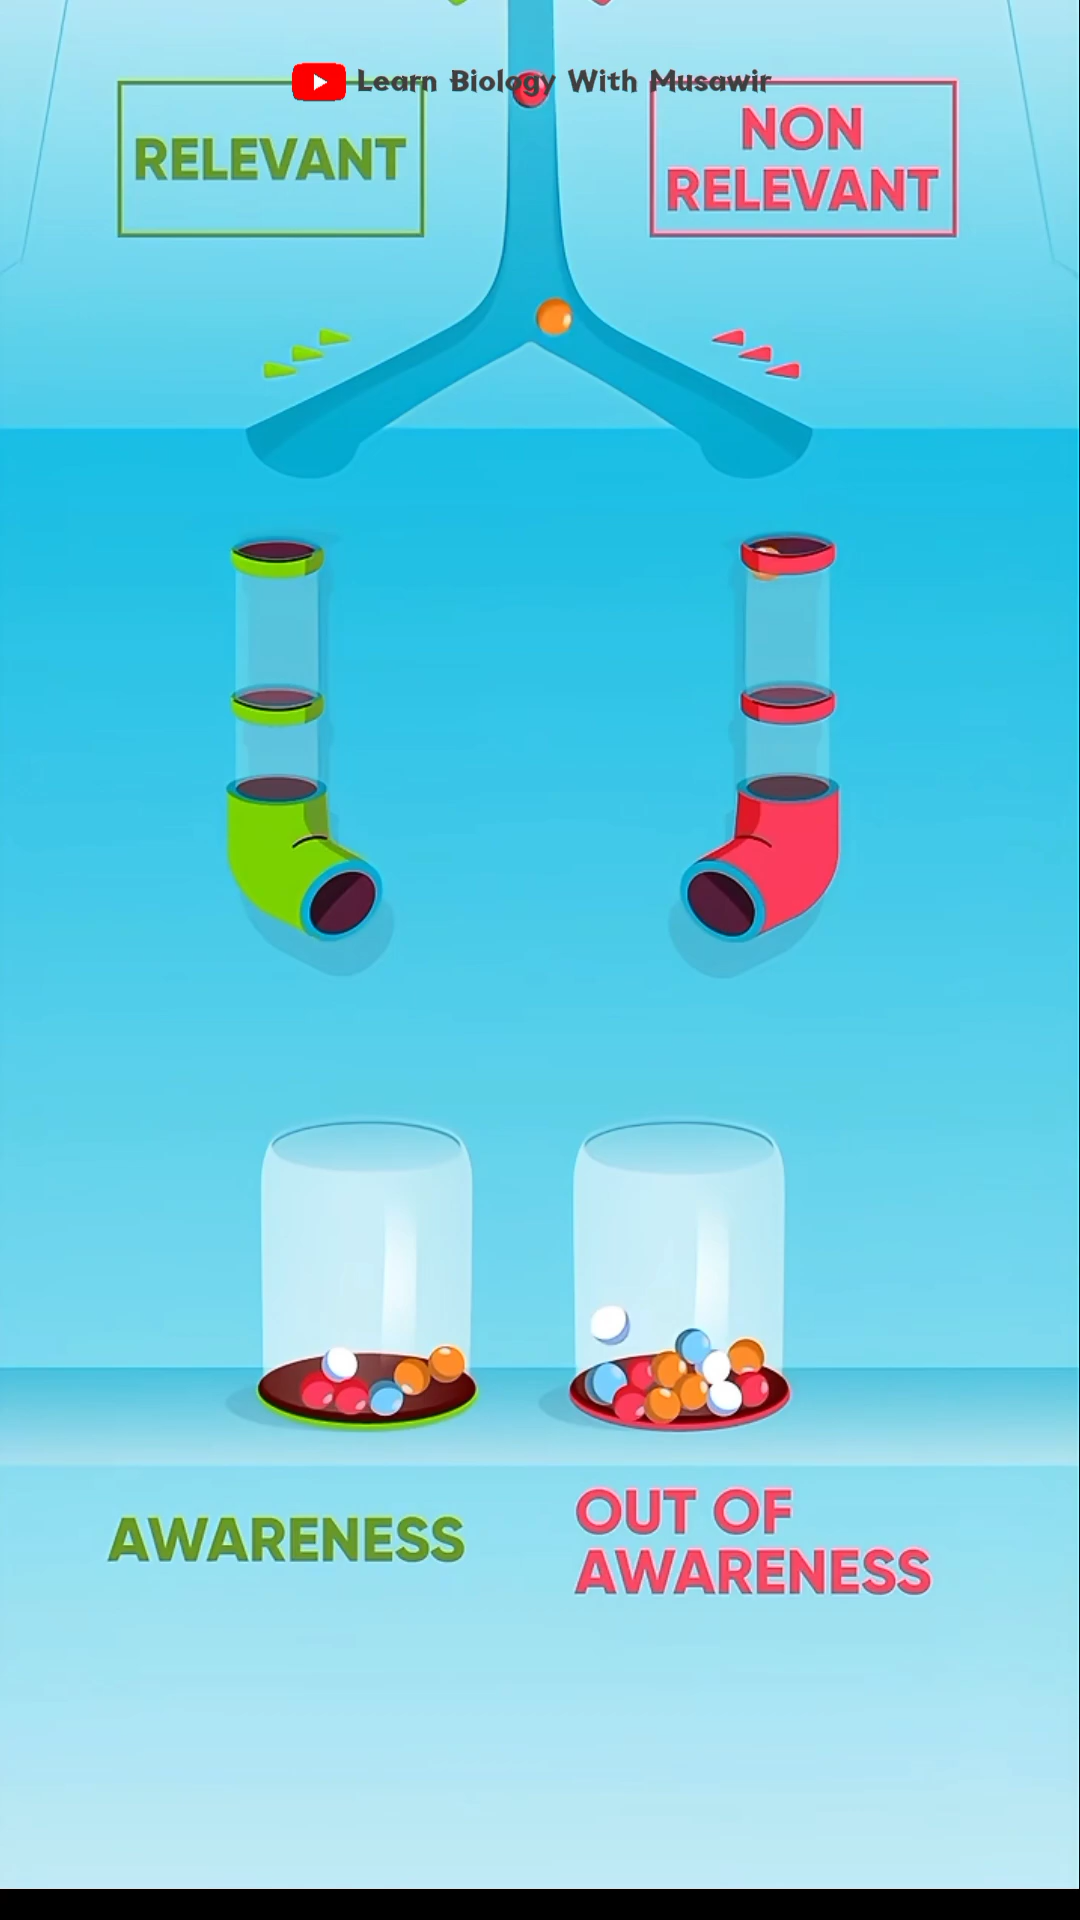 Learn Biology With Musawir
RELEVANT
NON
RELEVANT
AWARENESS
OUT OF
AWARENESS